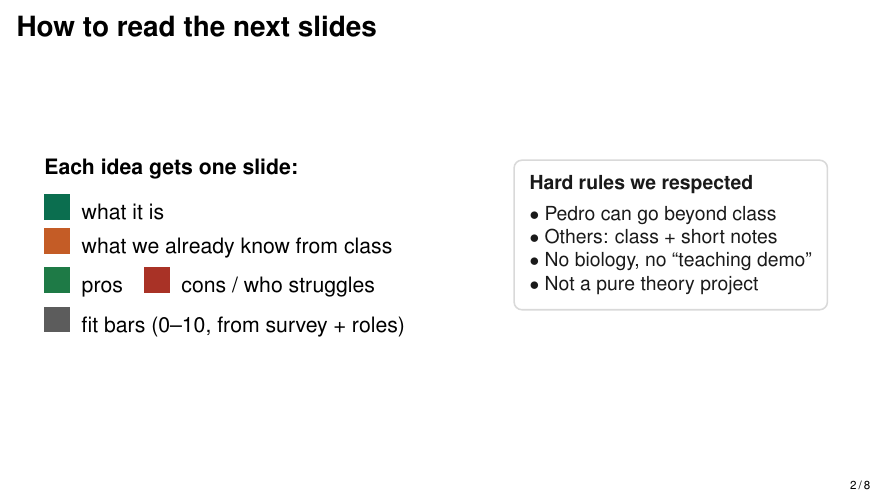 How to read the next slides
Each idea gets one slide:
what it is
what we already know from class
pros cons / who struggles
fit bars (0–10, from survey + roles)
Hard rules we respected
• Pedro can go beyond class
• Others: class + short notes
• No biology, no “teaching demo”
• Not a pure theory project
2 / 8